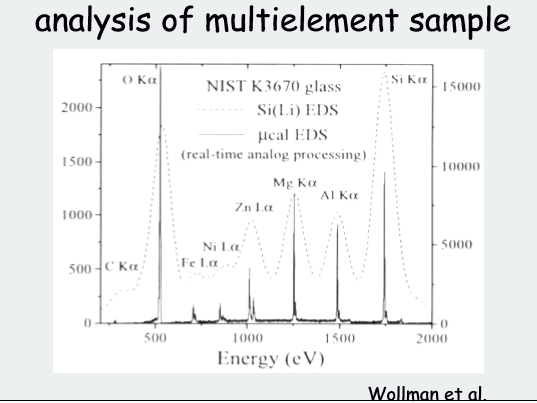 analysis of multielement sample
O Kα
NIST K3670 glass
Si Kα
Si(Li) EDS
μcal EDS
(real-time analog processing)
Mg Kα
Al Kα
Zn Lα
Ni Lα
Fe Lα
C Kα
2000
1500
1000
500
0
15000
10000
5000
0
500
1000
1500
2000
Energy (eV)
Wollman et al.